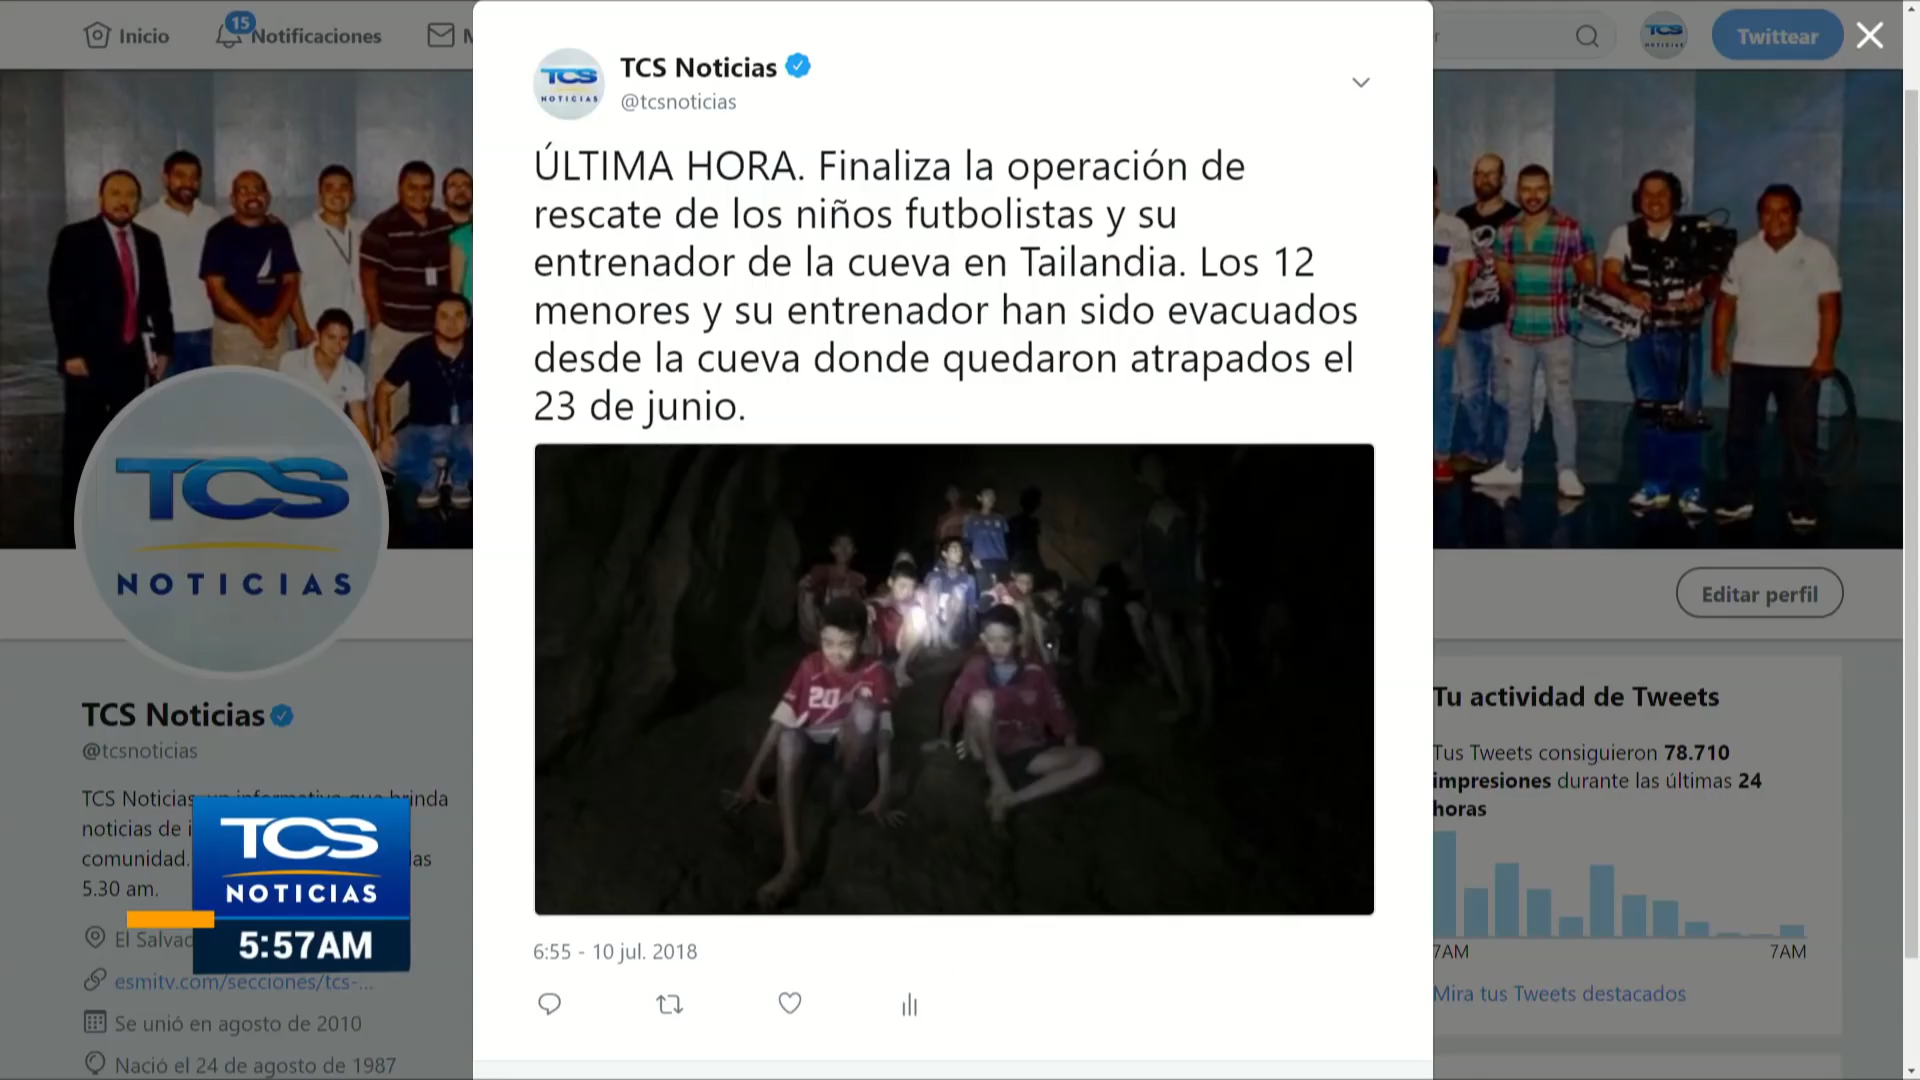 Inicio
15
Notificaciones
TCS
NOTICIAS
Twittear
TCS
NOTICIAS
TCS Noticias
@tcsnoticias
ÚLTIMA HORA. Finaliza la operación de
rescate de los niños futbolistas y su
entrenador de la cueva en Tailandia. Los 12
menores y su entrenador han sido evacuados
desde la cueva donde quedaron atrapados el
23 de junio.
20
6:55 - 10 jul. 2018
TCS
NOTICIAS
TCS Noticias
@tcsnoticias
TCS Noticias
noticias de
comunidad.
5.30 am.
El
esmitv.com/secciones/tcs-...
Se unió en agosto de 2010
Nació el 24 de agosto de 1987
TCS
NOTICIAS
5:57AM
Editar perfil
Tu actividad de Tweets
Tus Tweets consiguieron 78.710
impresiones durante las últimas 24
horas
7AM 7AM
Mira tus Tweets destacados